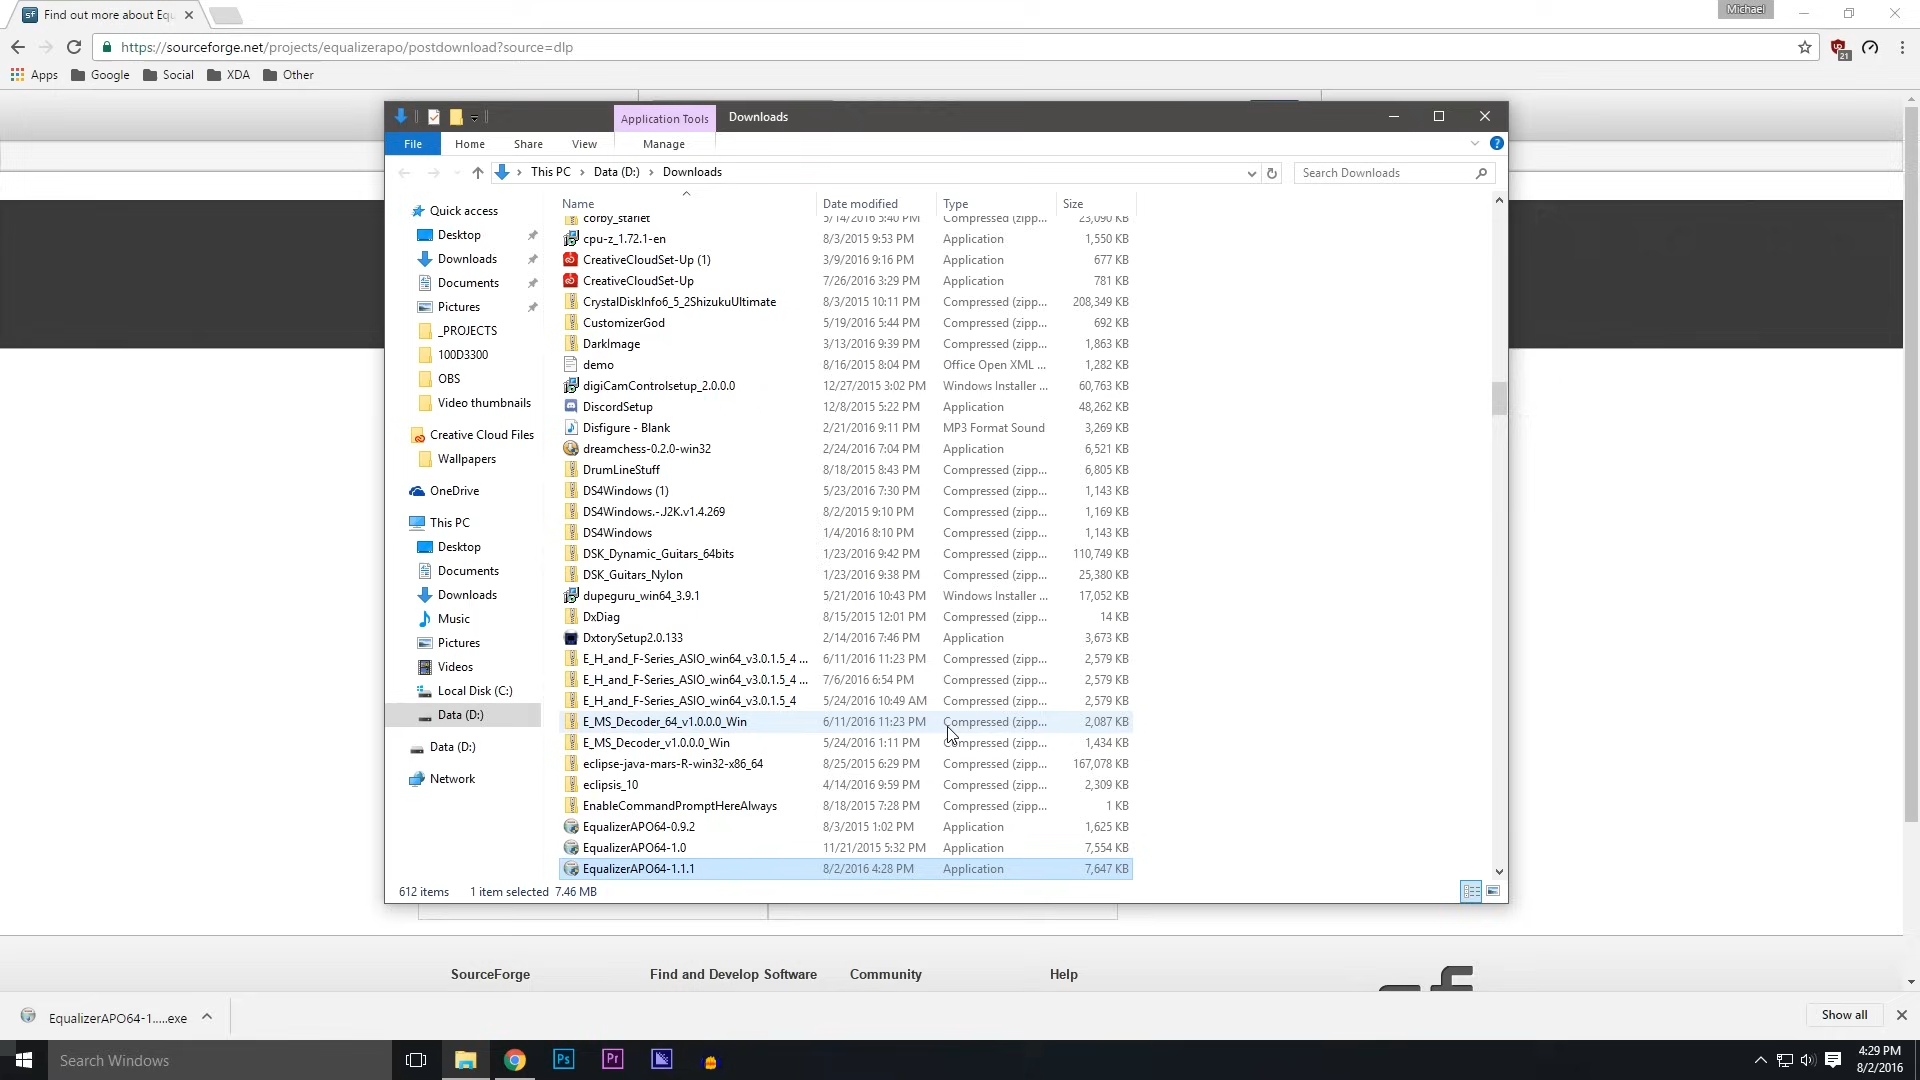 Find out more about Equ
Michael
https://sourceforge.net/projects/equalizerapo/postdownload?source=dlp
21
Apps Google Social XDA Other
Application Tools Downloads
File Home Share View Manage
This PC Data (D:) Downloads Search Downloads
Name Date modified Type Size
Quick access
Desktop
Downloads
Documents
Pictures
_PROJECTS
100D3300
OBS
Video thumbnails
Creative Cloud Files
Wallpapers
OneDrive
This PC
Desktop
Documents
Downloads
Music
Pictures
Videos
Local Disk (C:)
Data (D:)
Data (D:)
Network
corby_starlet 5/14/2016 5:40 PM Compressed (zipp... 23,090 KB
cpu-z_1.72.1-en 8/3/2015 9:53 PM Application 1,550 KB
CreativeCloudSet-Up (1) 3/9/2016 9:16 PM Application 677 KB
CreativeCloudSet-Up 7/26/2016 3:29 PM Application 781 KB
CrystalDiskInfo6_5_2ShizukuUltimate 8/3/2015 10:11 PM Compressed (zipp... 208,349 KB
CustomizerGod 5/19/2016 5:44 PM Compressed (zipp... 692 KB
DarkImage 3/13/2016 9:39 PM Compressed (zipp... 1,863 KB
demo 8/16/2015 8:04 PM Office Open XML ... 1,282 KB
digiCamControlsetup_2.0.0.0 12/27/2015 3:02 PM Windows Installer ... 60,763 KB
DiscordSetup 12/8/2015 5:22 PM Application 48,262 KB
Disfigure - Blank 2/21/2016 9:11 PM MP3 Format Sound 3,269 KB
dreamchess-0.2.0-win32 2/24/2016 7:04 PM Application 6,521 KB
DrumLineStuff 8/18/2015 8:43 PM Compressed (zipp... 6,805 KB
DS4Windows (1) 5/23/2016 7:30 PM Compressed (zipp... 1,143 KB
DS4Windows.-.J2K.v1.4.269 8/2/2015 9:10 PM Compressed (zipp... 1,169 KB
DS4Windows 1/4/2016 8:10 PM Compressed (zipp... 1,143 KB
DSK_Dynamic_Guitars_64bits 1/23/2016 9:42 PM Compressed (zipp... 110,749 KB
DSK_Guitars_Nylon 1/23/2016 9:38 PM Compressed (zipp... 25,380 KB
dupeguru_win64_3.9.1 5/21/2016 10:43 PM Windows Installer ... 17,052 KB
DxDiag 8/15/2015 12:01 PM Compressed (zipp... 14 KB
DxtorySetup2.0.133 2/14/2016 7:46 PM Application 3,673 KB
E_H_and_F-Series_ASIO_win64_v3.0.1.5_4 ... 6/11/2016 11:23 PM Compressed (zipp... 2,579 KB
E_H_and_F-Series_ASIO_win64_v3.0.1.5_4 ... 7/6/2016 6:54 PM Compressed (zipp... 2,579 KB
E_H_and_F-Series_ASIO_win64_v3.0.1.5_4 5/24/2016 10:49 AM Compressed (zipp... 2,579 KB
E_MS_Decoder_64_v1.0.0.0_Win 6/11/2016 11:23 PM Compressed (zipp... 2,087 KB
E_MS_Decoder_v1.0.0.0_Win 5/24/2016 1:11 PM Compressed (zipp... 1,434 KB
eclipse-java-mars-R-win32-x86_64 8/25/2015 6:29 PM Compressed (zipp... 167,078 KB
eclipsis_10 4/14/2016 9:59 PM Compressed (zipp... 2,309 KB
EnableCommandPromptHereAlways 8/18/2015 7:28 PM Compressed (zipp... 1 KB
EqualizerAPO64-0.9.2 8/3/2015 1:02 PM Application 1,625 KB
EqualizerAPO64-1.0 11/21/2015 5:32 PM Application 7,554 KB
EqualizerAPO64-1.1.1 8/2/2016 4:28 PM Application 7,647 KB
612 items 1 item selected 7.46 MB
SourceForge Find and Develop Software Community Help
EqualizerAPO64-1.....exe Show all
Search Windows Ps Pr
4:29 PM
8/2/2016